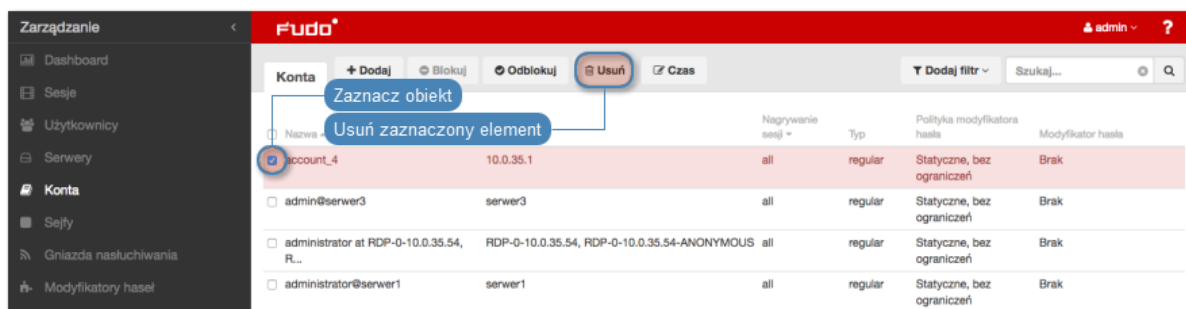 Zarządzanie
Fudo
admin
?
Dashboard
Sesje
Użytkownicy
Serwery
Konta
Sejfy
Gniazda nasłuchiwania
Modyfikatory haseł
Konta
+ Dodaj
Blokuj
Odblokuj
Usuń
Czas
Dodaj filtr
Szukaj...
Zaznacz obiekt
Usuń zaznaczony element
Nazwa
Nagrywanie sesji
Typ
Polityka modyfikatora hasła
Modyfikator hasła
account_4 10.0.35.1 all regular Statyczne, bez ograniczeń Brak
admin@serwer3 serwer3 all regular Statyczne, bez ograniczeń Brak
administrator at RDP-0-10.0.35.54, R... RDP-0-10.0.35.54, RDP-0-10.0.35.54-ANONYMOUS all regular Statyczne, bez ograniczeń Brak
administrator@serwer1 serwer1 all regular Statyczne, bez ograniczeń Brak